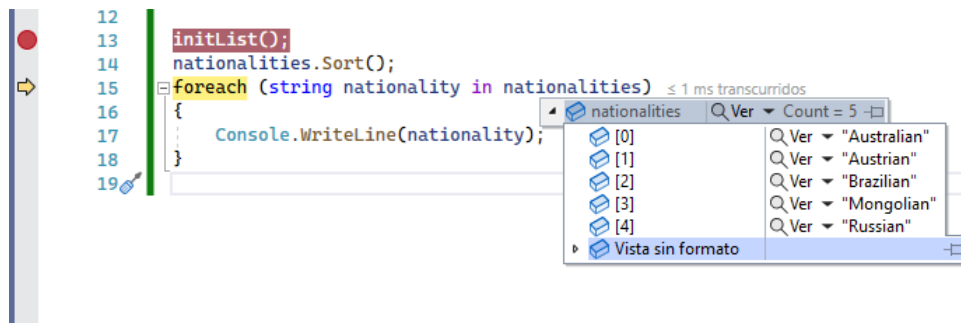 12
13 initList();
14 nationalities.Sort();
15 foreach (string nationality in nationalities) ≤ 1 ms transcurridos
16 {
nationalities Ver Count = 5
17 Console.WriteLine(nationality);
[0] Ver "Australian"
18 }
[1] Ver "Austrian"
19
[2] Ver "Brazilian"
[3] Ver "Mongolian"
[4] Ver "Russian"
Vista sin formato